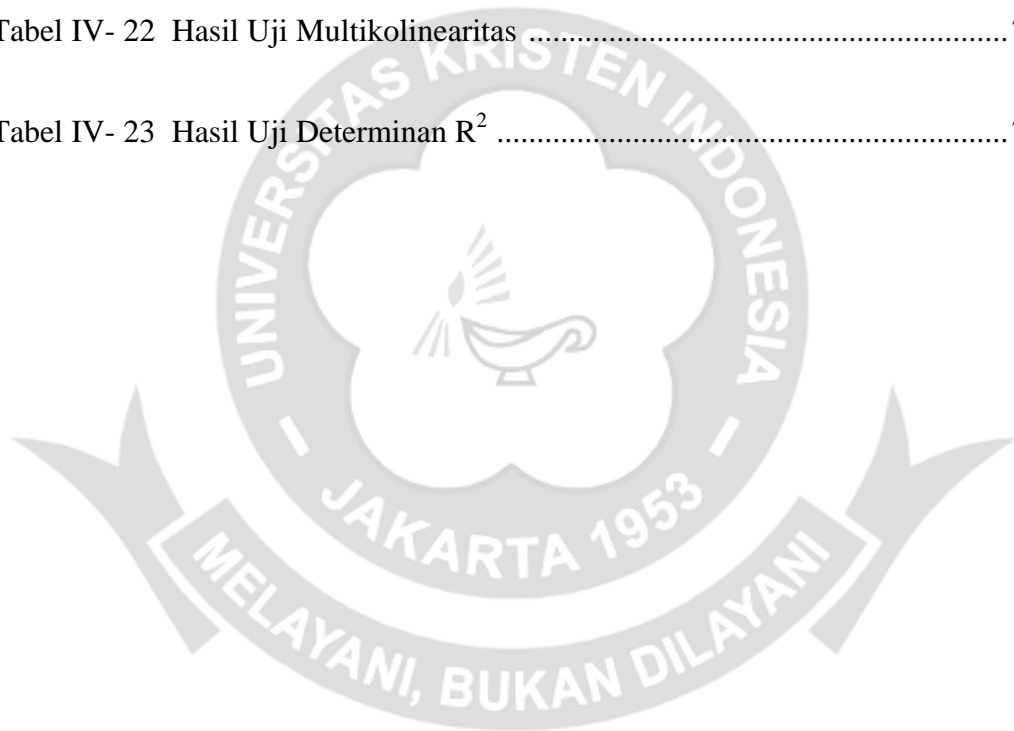 Tabel IV- 22 Hasil Uji Multikolinearitas ........................................................
Tabel IV- 23 Hasil Uji Determinan R² ............................................................
UNIVERSITAS KRISTEN INDONESIA
– JAKARTA 1953 –
MELAYANI, BUKAN DILAYANI